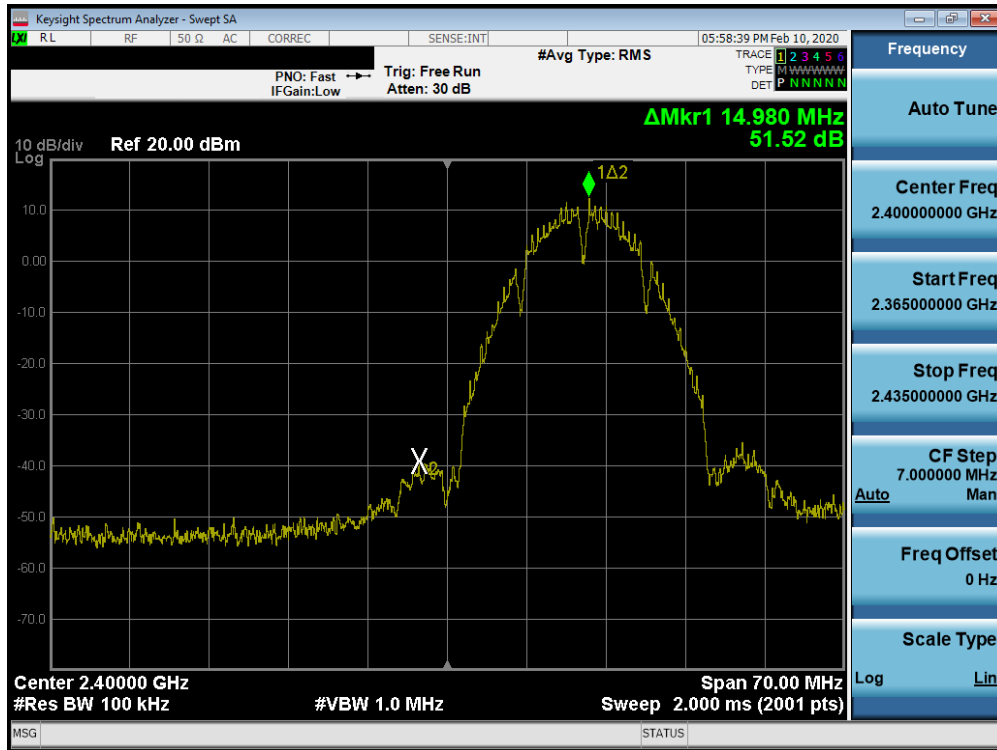 Keysight Spectrum Analyzer - Swept SA
LXI RL RF 50 Ω AC CORREC SENSE:INT 05:58:39 PM Feb 10, 2020
#Avg Type: RMS
TRACE 1 2 3 4 5 6
TYPE M WWWWW
DET P N N N N N
PNO: Fast Trig: Free Run
IFGain:Low Atten: 30 dB
Frequency
ΔMkr1 14.980 MHz
51.52 dB
10 dB/div Ref 20.00 dBm
Log
1Δ2
10.0
0.00
-10.0
-20.0
-30.0
-40.0
-50.0
-60.0
-70.0
X2
Center 2.40000 GHz Span 70.00 MHz
#Res BW 100 kHz #VBW 1.0 MHz Sweep 2.000 ms (2001 pts)
Auto Tune
Center Freq
2.400000000 GHz
Start Freq
2.365000000 GHz
Stop Freq
2.435000000 GHz
CF Step
7.000000 MHz
Auto Man
Freq Offset
0 Hz
Scale Type
Log Lin
MSG STATUS